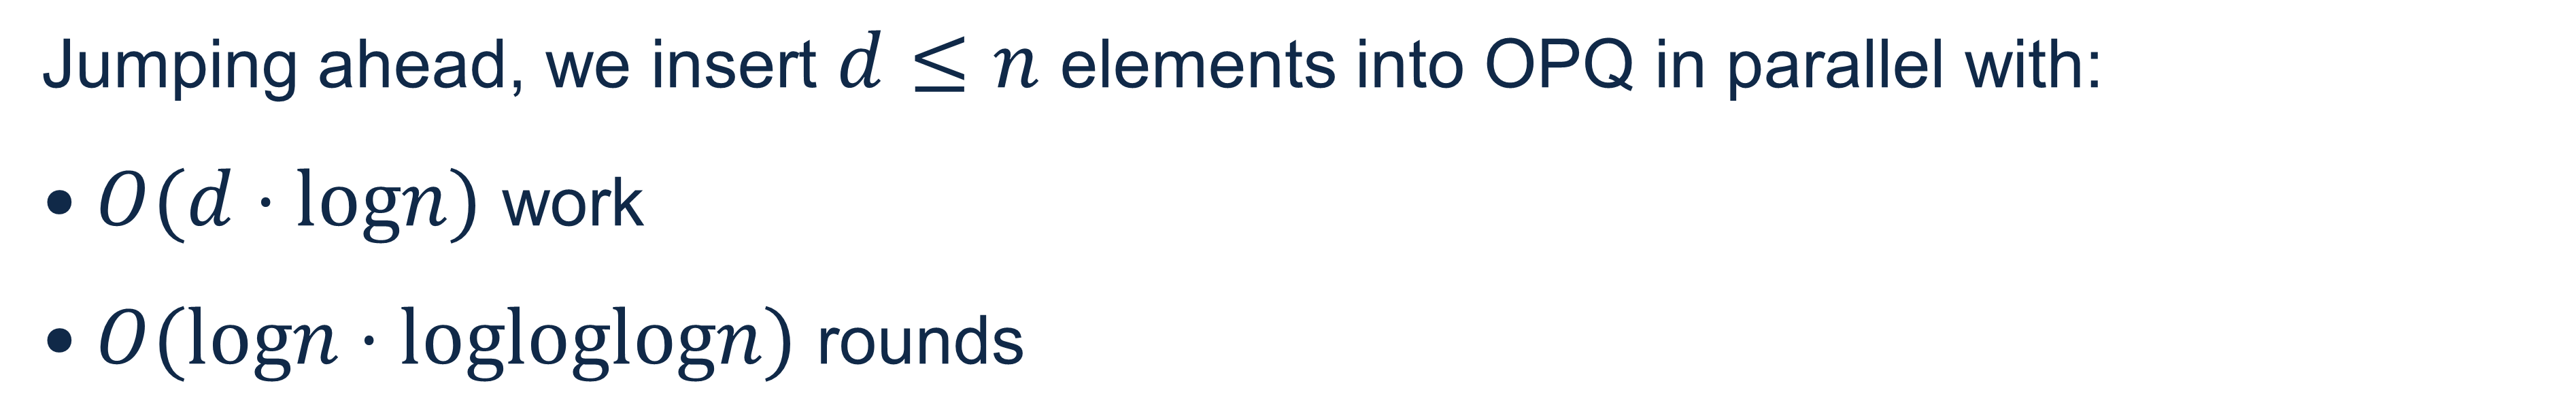 Jumping ahead, we insert d ≤ n elements into OPQ in parallel with:
• O(d · logn) work
• O(logn · logloglogn) rounds